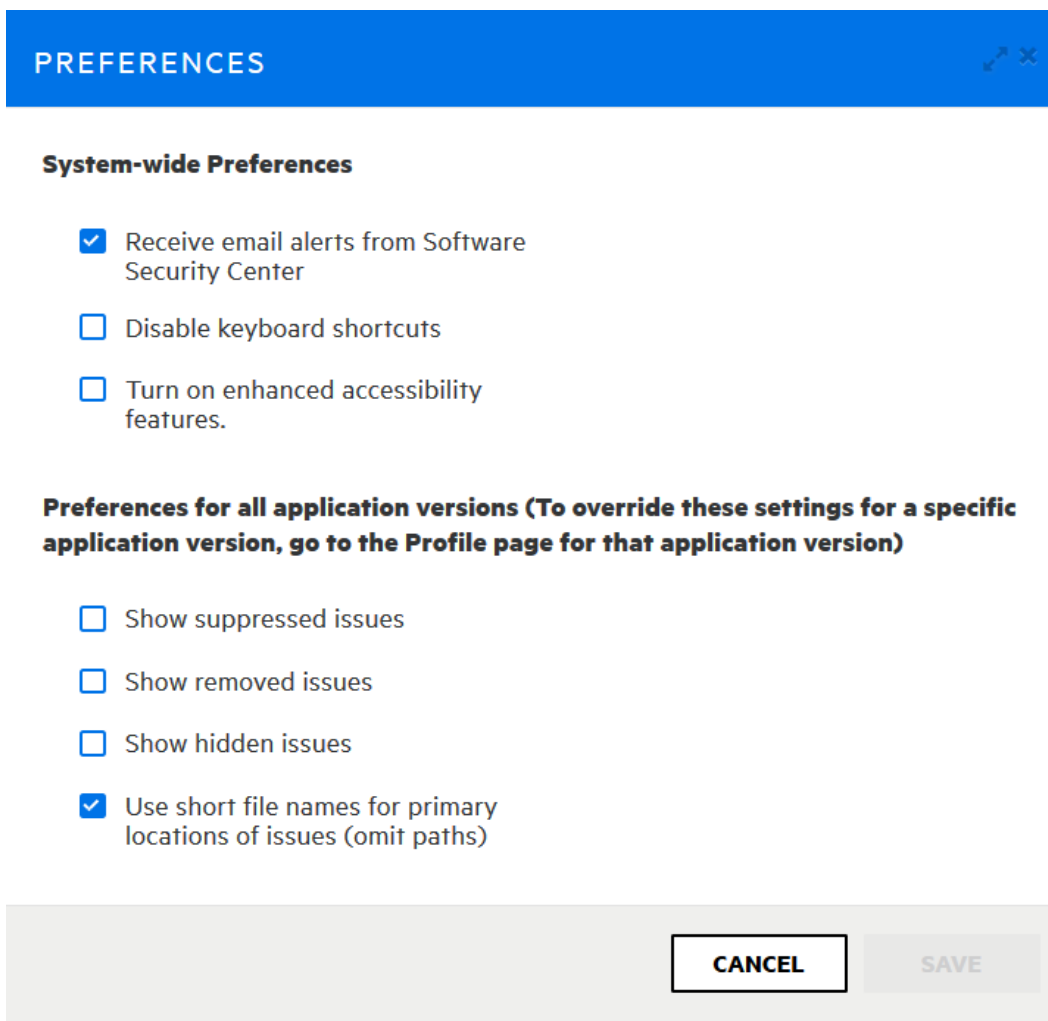 PREFERENCES
System-wide Preferences
Receive email alerts from Software
Security Center
Disable keyboard shortcuts
Turn on enhanced accessibility
features.
Preferences for all application versions (To override these settings for a specific
application version, go to the Profile page for that application version)
Show suppressed issues
Show removed issues
Show hidden issues
Use short file names for primary
locations of issues (omit paths)
CANCEL
SAVE